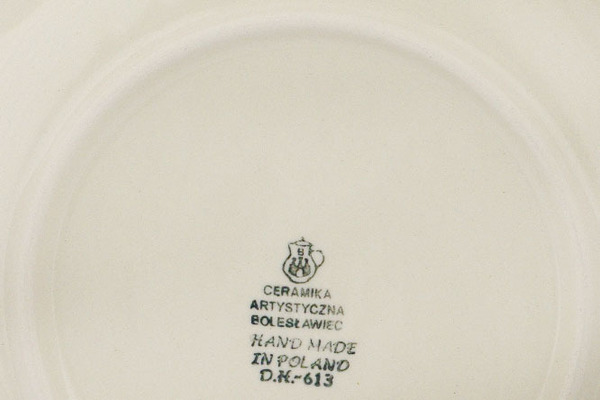 B
CERAMIKA
ARTYSTYCZNA
BOLESŁAWIEC
HAND MADE
IN POLAND
D.K.-613